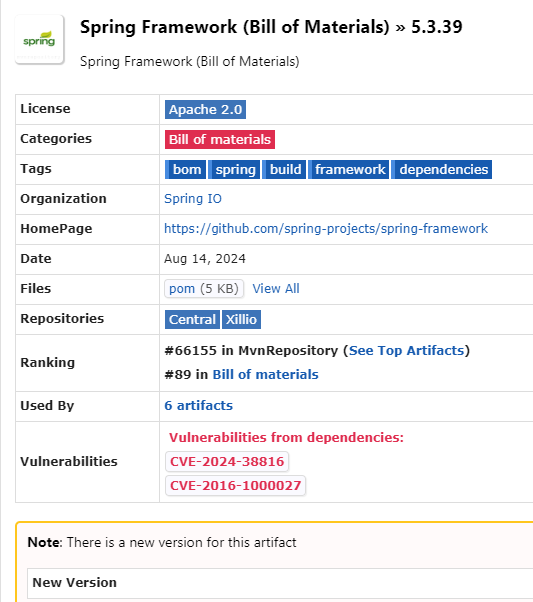 spring
Spring Framework (Bill of Materials) » 5.3.39
Spring Framework (Bill of Materials)
License Apache 2.0
Categories Bill of materials
Tags bom spring build framework dependencies
Organization Spring IO
HomePage https://github.com/spring-projects/spring-framework
Date Aug 14, 2024
Files pom (5 KB) View All
Repositories Central Xillio
Ranking #66155 in MvnRepository (See Top Artifacts)
#89 in Bill of materials
Used By 6 artifacts
Vulnerabilities Vulnerabilities from dependencies:
CVE-2024-38816
CVE-2016-1000027
Note: There is a new version for this artifact
New Version